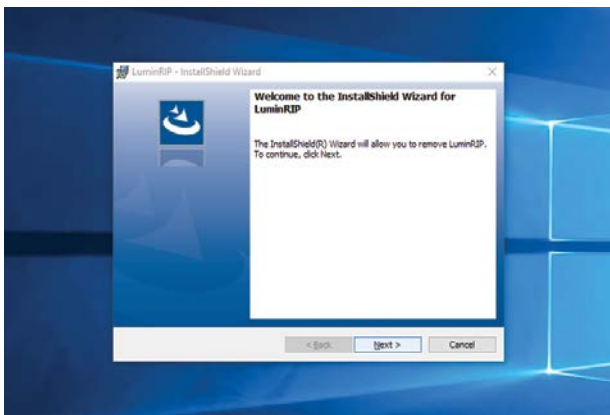 LuminRIP - InstallShield Wizard
Welcome to the InstallShield Wizard for
LuminRIP
The InstallShield(R) Wizard will allow you to remove LuminRIP.
To continue, click Next.
< Back
Next >
Cancel